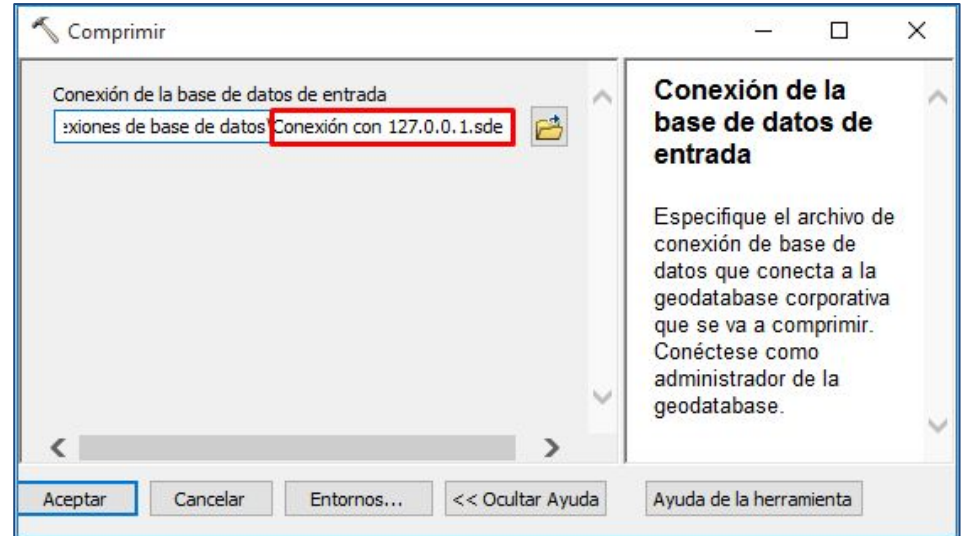 Comprimir
Conexión de la base de datos de entrada
exiones de base de datos\Conexión con 127.0.0.1.sde
Conexión de la
base de datos de
entrada
Especifique el archivo de
conexión de base de
datos que conecta a la
geodatabase corporativa
que se va a comprimir.
Conéctese como
administrador de la
geodatabase.
Aceptar
Cancelar
Entornos...
<< Ocultar Ayuda
Ayuda de la herramienta